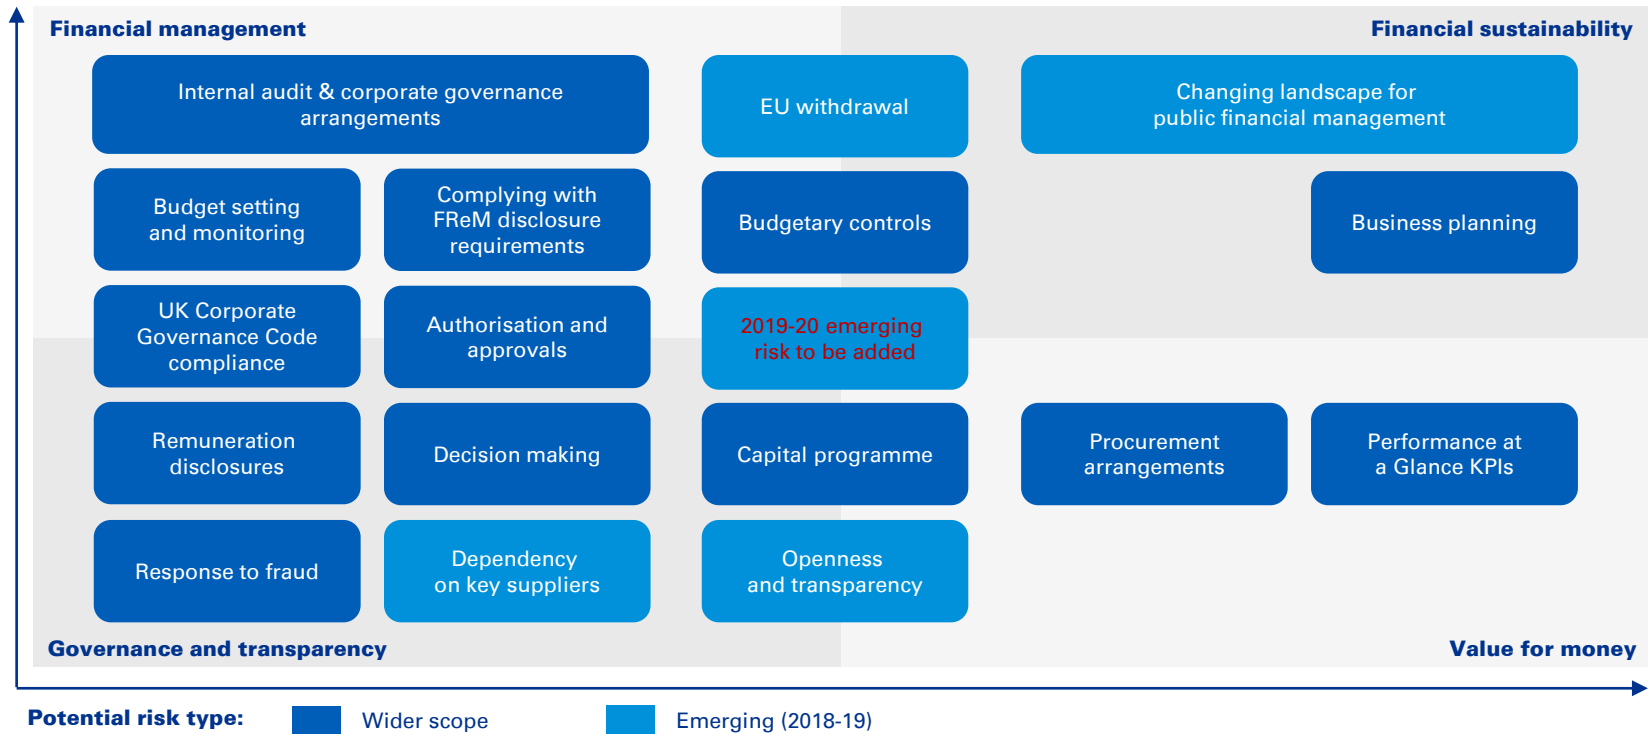 Financial management
Financial sustainability
Internal audit & corporate governance
arrangements
EU withdrawal
Changing landscape for
public financial management
Budget setting
and monitoring
Complying with
FReM disclosure
requirements
Budgetary controls
Business planning
UK Corporate
Governance Code
compliance
Authorisation and
approvals
2019-20 emerging
risk to be added
Remuneration
disclosures
Decision making
Capital programme
Procurement
arrangements
Performance at
a Glance KPIs
Response to fraud
Dependency
on key suppliers
Openness
and transparency
Governance and transparency
Value for money
Potential risk type:
Wider scope
Emerging (2018-19)